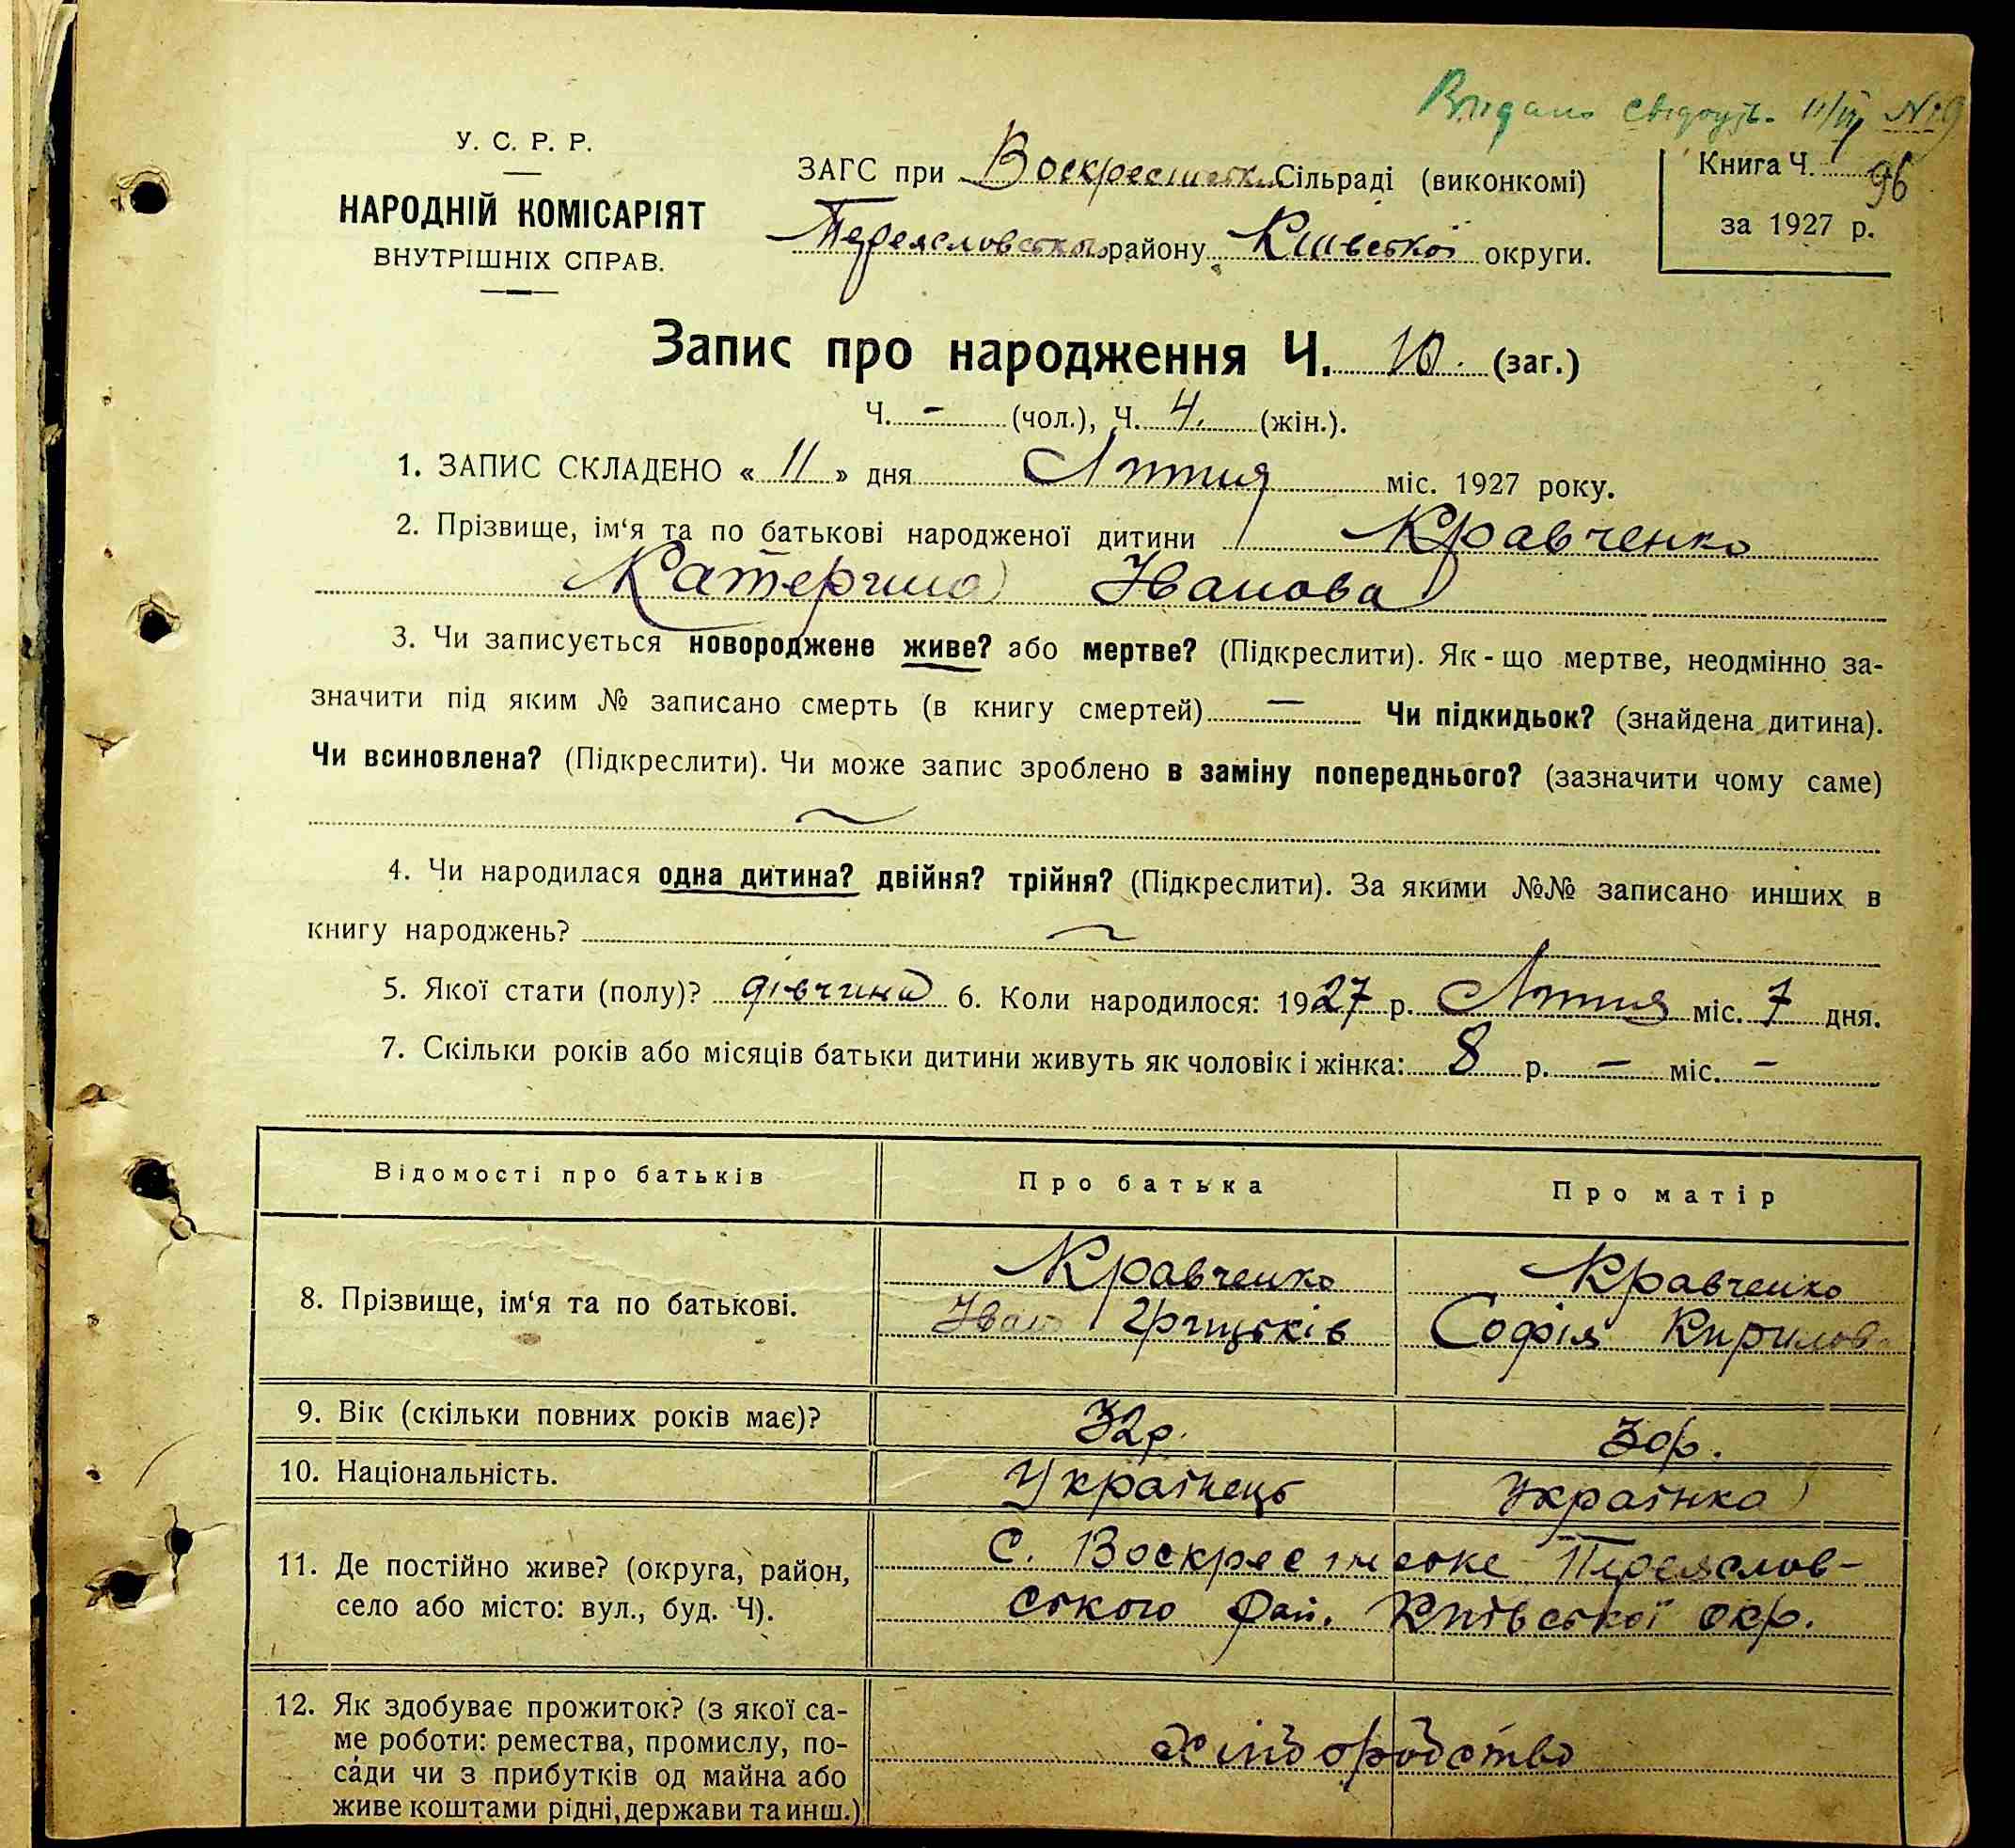 Видано свідоцт. 11/III № 9
У. С. Р. Р.
НАРОДНІЙ КОМІСАРІЯТ
ВНУТРІШНІХ СПРАВ.
ЗАГС при Воскресенськ. Сільраді (виконкомі)
Переяславського району Київської округи.
Книга Ч.
96
за 1927 р.
Запис про народження Ч. 10. (заг.)
Ч. - (чол.), Ч. 4. (жін.).
1. ЗАПИС СКЛАДЕНО « 11 » дня Лютня міс. 1927 року.
2. Прізвище, ім‘я та по батькові народженої дитини Кравченко
Катерина Іванова
3. Чи записується новороджене живе? або мертве? (Підкреслити). Як-що мертве, неодмінно за-
значити під яким № записано смерть (в книгу смертей) — Чи підкидьок? (знайдена дитина).
Чи всиновлена? (Підкреслити). Чи може запис зроблено в заміну попереднього? (зазначити чому саме)
~
4. Чи народилася одна дитина? двійня? трійня? (Підкреслити). За якими №№ записано инших в
книгу народжень? ~
5. Якої стати (полу)? дівчина 6. Коли народилося: 1927 р. Лютня міс. 7 дня.
7. Скільки років або місяців батьки дитини живуть як чоловік і жінка: 8 р. — міс. —
Відомості про батьків Про батька Про матір
8. Прізвище, ім‘я та по батькові.
Кравченко Кравченко
Іван Грицьків Софія Кирилов
9. Вік (скільки повних років має)? 32р. 30р.
10. Національність. Українець Українка
11. Де постійно живе? (округа, район,
село або місто: вул., буд. Ч).
С. Воскресенське Переяслов-
ського рай. Київської окр.
12. Як здобуває прожиток? (з якої са-
ме роботи: ремества, промислу, по-
сади чи з прибутків од майна або
живе коштами рідні, держави та инш.)
Хліборобство